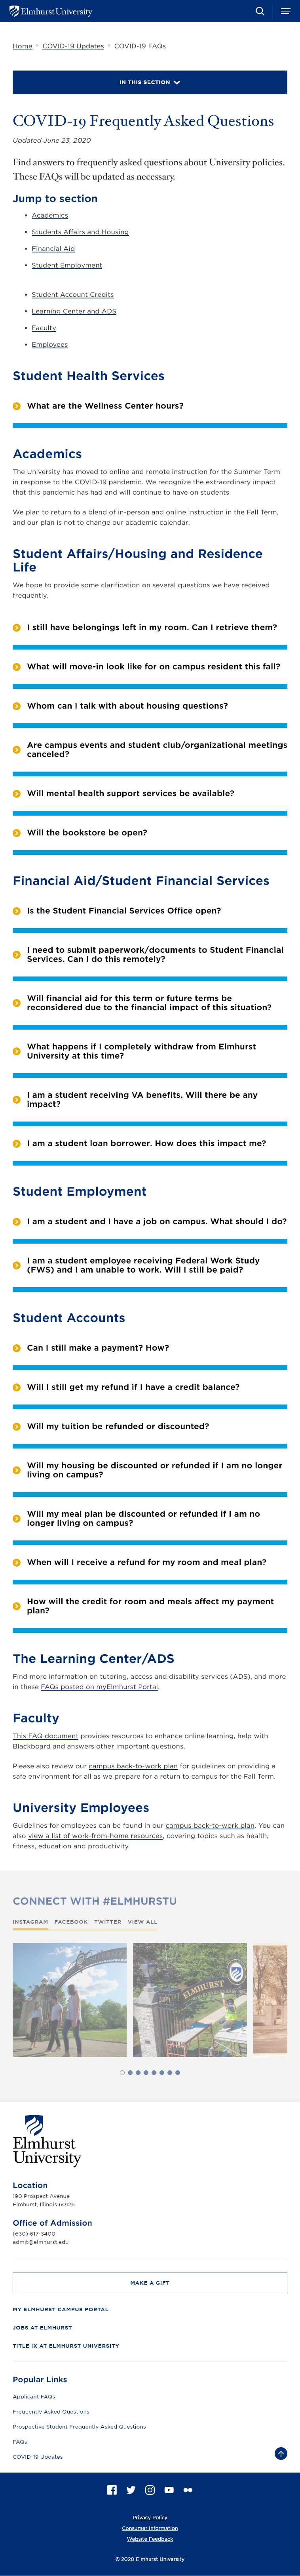 Elmhurst University
Home
COVID-19 Updates
COVID-19 FAQs
IN THIS SECTION
COVID-19 Frequently Asked Questions
Updated June 23, 2020
Find answers to frequently asked questions about University policies.
These FAQs will be updated as necessary.
Jump to section
Academics
Students Affairs and Housing
Financial Aid
Student Employment
Student Account Credits
Learning Center and ADS
Faculty
Employees
Student Health Services
What are the Wellness Center hours?
Academics
The University has moved to online and remote instruction for the Summer Term
in response to the COVID-19 pandemic. We recognize the extraordinary impact
that this pandemic has had and will continue to have on students.
We plan to return to a blend of in-person and online instruction in the Fall Term,
and our plan is not to change our academic calendar.
Student Affairs/Housing and Residence
Life
We hope to provide some clarification on several questions we have received
frequently.
I still have belongings left in my room. Can I retrieve them?
What will move-in look like for on campus resident this fall?
Whom can I talk with about housing questions?
Are campus events and student club/organizational meetings
canceled?
Will mental health support services be available?
Will the bookstore be open?
Financial Aid/Student Financial Services
Is the Student Financial Services Office open?
I need to submit paperwork/documents to Student Financial
Services. Can I do this remotely?
Will financial aid for this term or future terms be
reconsidered due to the financial impact of this situation?
What happens if I completely withdraw from Elmhurst
University at this time?
I am a student receiving VA benefits. Will there be any
impact?
I am a student loan borrower. How does this impact me?
Student Employment
I am a student and I have a job on campus. What should I do?
I am a student employee receiving Federal Work Study
(FWS) and I am unable to work. Will I still be paid?
Student Accounts
Can I still make a payment? How?
Will I still get my refund if I have a credit balance?
Will my tuition be refunded or discounted?
Will my housing be discounted or refunded if I am no longer
living on campus?
Will my meal plan be discounted or refunded if I am no
longer living on campus?
When will I receive a refund for my room and meal plan?
How will the credit for room and meals affect my payment
plan?
The Learning Center/ADS
Find more information on tutoring, access and disability services (ADS), and more
in these FAQs posted on myElmhurst Portal.
Faculty
This FAQ document provides resources to enhance online learning, help with
Blackboard and answers other important questions.
Please also review our campus back-to-work plan for guidelines on providing a
safe environment for all as we prepare for a return to campus for the Fall Term.
University Employees
Guidelines for employees can be found in our campus back-to-work plan. You can
also view a list of work-from-home resources, covering topics such as health,
fitness, education and productivity.
CONNECT WITH #ELMHURSTU
INSTAGRAM
FACEBOOK
TWITTER
VIEW ALL
ELMHURST
Elmhurst
University
Location
190 Prospect Avenue
Elmhurst, Illinois 60126
Office of Admission
(630) 617-3400
admit@elmhurst.edu
MAKE A GIFT
MY ELMHURST CAMPUS PORTAL
JOBS AT ELMHURST
TITLE IX AT ELMHURST UNIVERSITY
Popular Links
Applicant FAQs
Frequently Asked Questions
Prospective Student Frequently Asked Questions
FAQs
COVID-19 Updates
Privacy Policy
Consumer Information
Website Feedback
© 2020 Elmhurst University